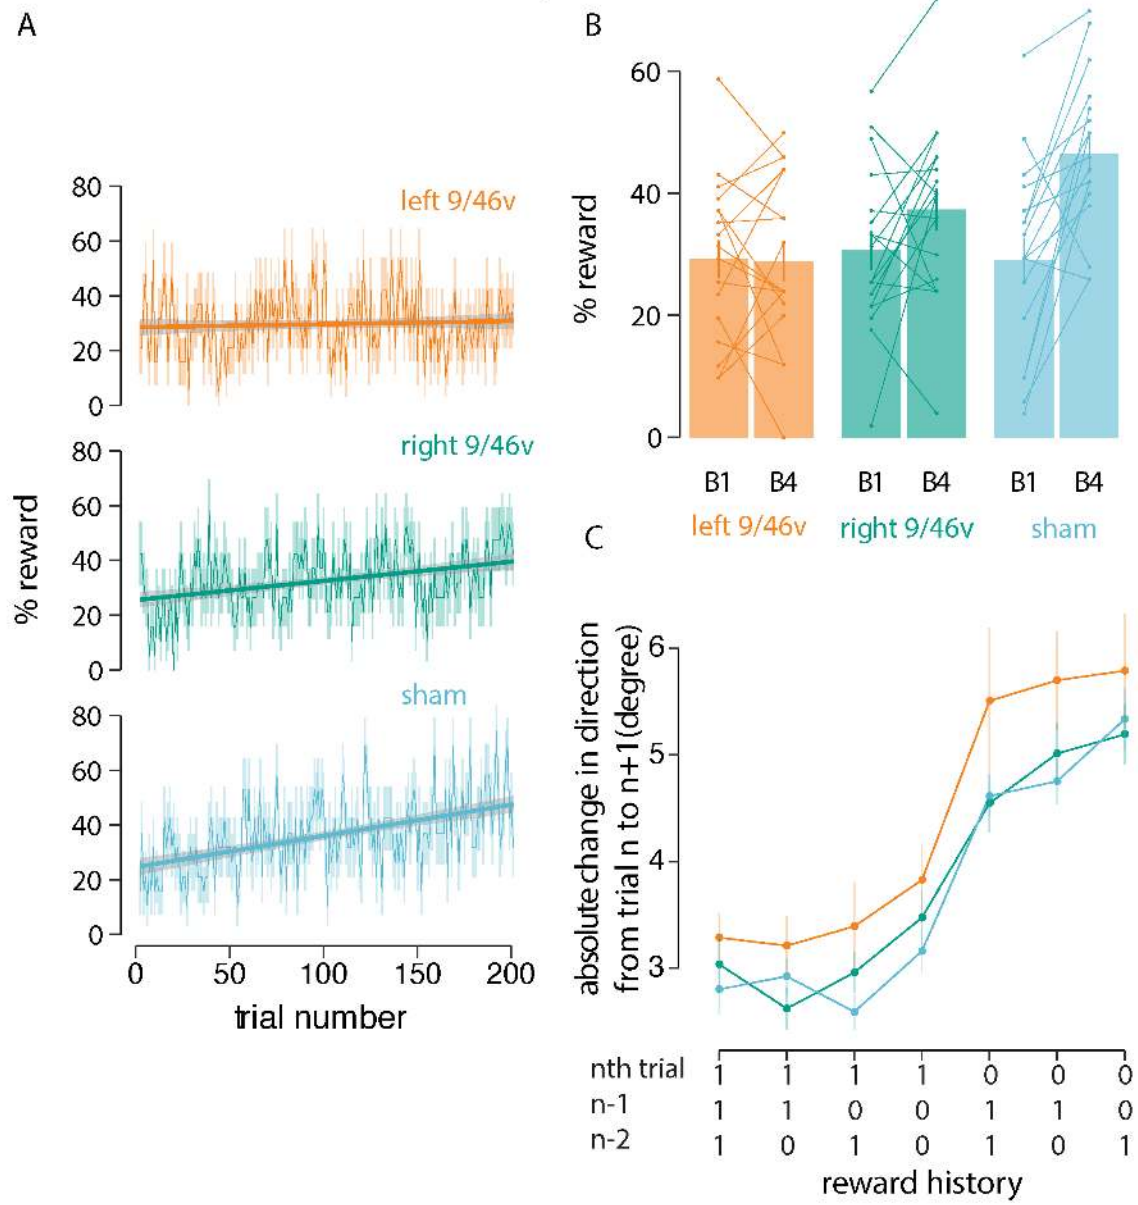 A
80
60
40
20
0
left 9/46v
80
60
40
20
0
right 9/46v
% reward
80
60
40
20
0
sham
0 50 100 150 200
trial number
B
60
40
20
0
% reward
B1 B4 B1 B4 B1 B4
left 9/46v right 9/46v sham
C
6
5
4
3
absolute change in direction
from trial n to n+1(degree)
nth trial 1 1 1 1 0 0 0
n-1 1 1 0 0 1 1 0
n-2 1 0 1 0 1 0 1
reward history